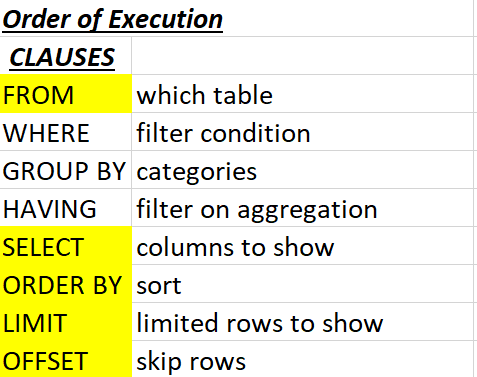 Order of Execution
CLAUSES
FROM which table
WHERE filter condition
GROUP BY categories
HAVING filter on aggregation
SELECT columns to show
ORDER BY sort
LIMIT limited rows to show
OFFSET skip rows